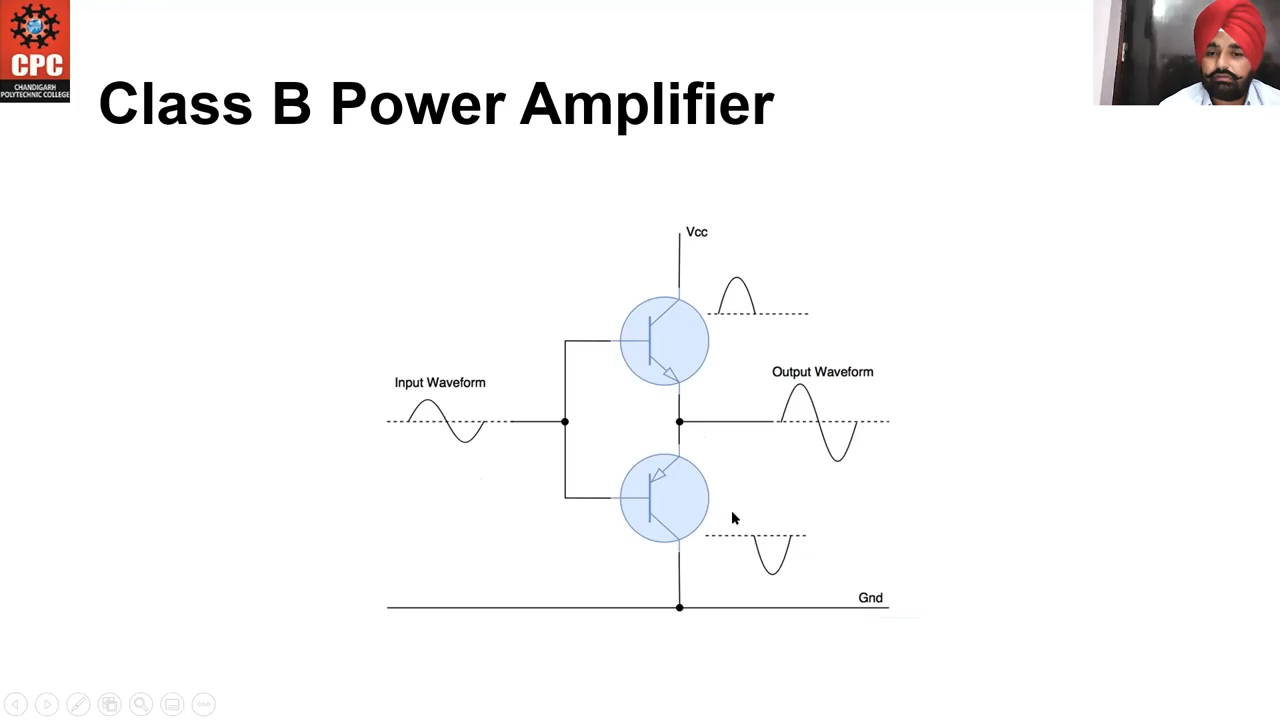 CPC
CHANDIGARH
POLYTECHNIC COLLEGE
Class B Power Amplifier
Vcc
Input Waveform
Output Waveform
Gnd